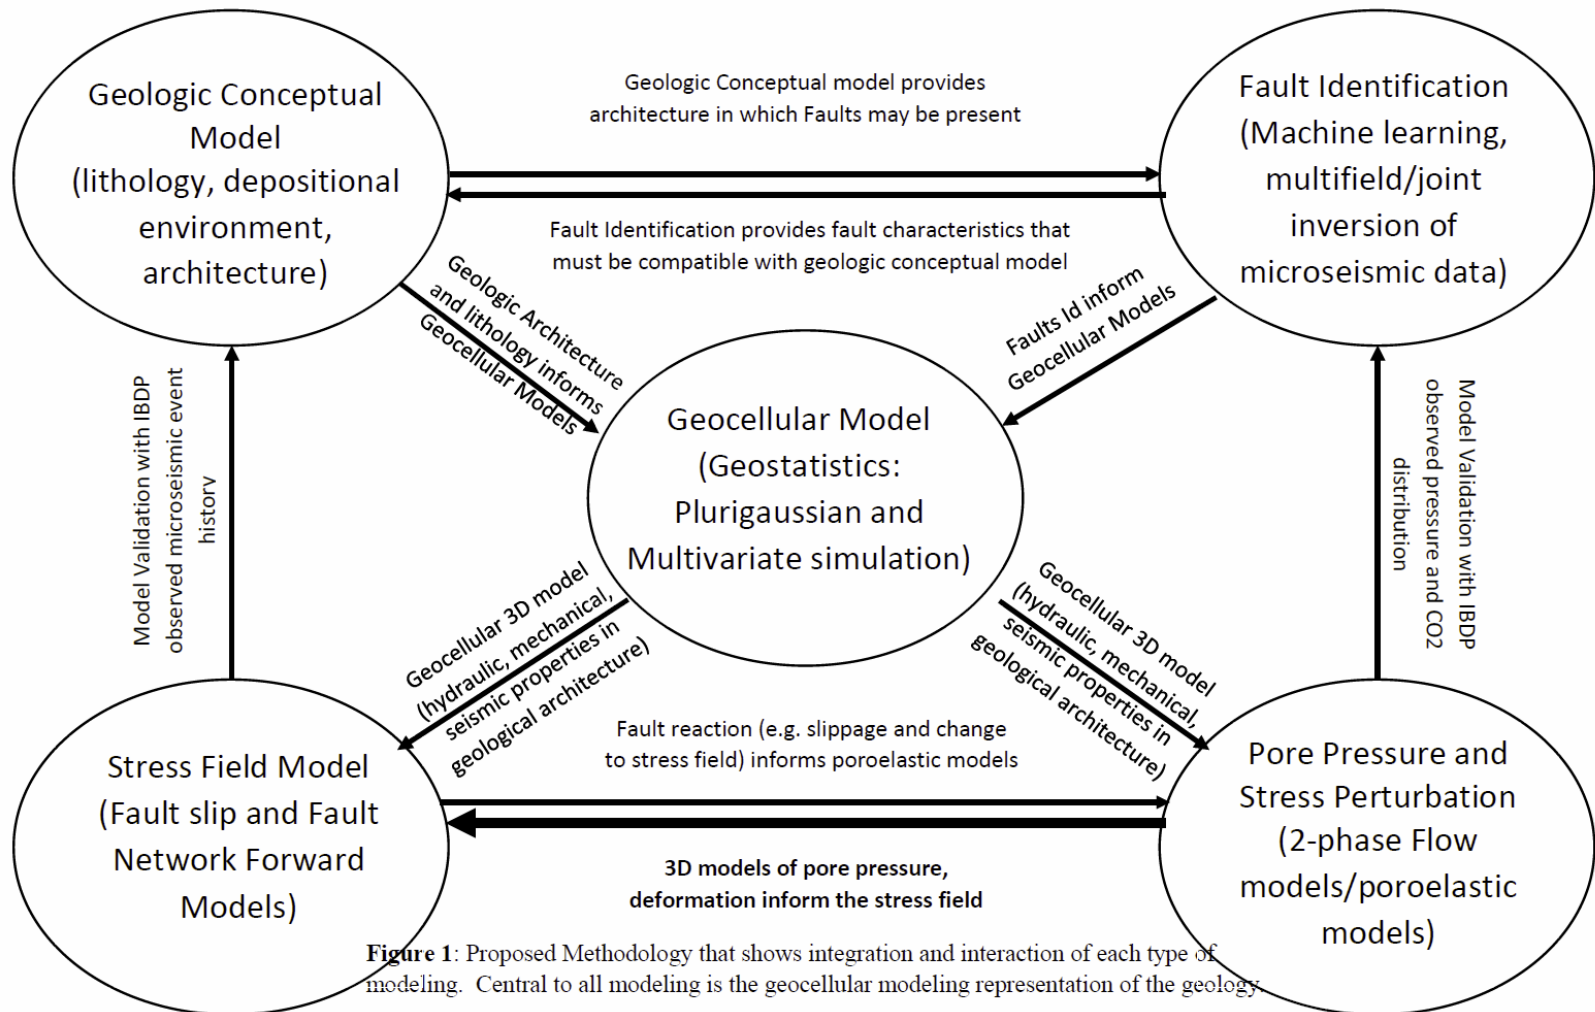 Geologic Conceptual
Model
(lithology, depositional
environment,
architecture)
Geologic Conceptual model provides
architecture in which Faults may be present
Fault Identification
(Machine learning,
multifield/joint
inversion of
microseismic data)
Fault Identification provides fault characteristics that
must be compatible with geologic conceptual model
Geologic Architecture
and lithology informs
Geocellular Models
Faults Id inform
Geocellular Models
Model Validation with IBDP
observed microseismic event
history
Geocellular Model
(Geostatistics:
Plurigaussian and
Multivariate simulation)
Model Validation with IBDP
observed pressure and CO2
distribution
Geocellular 3D model
(hydraulic, mechanical,
seismic properties in
geological architecture)
Geocellular 3D model
(hydraulic, mechanical,
seismic properties in
geological architecture)
Fault reaction (e.g. slippage and change
to stress field) informs poroelastic models
Stress Field Model
(Fault slip and Fault
Network Forward
Models)
3D models of pore pressure,
deformation inform the stress field
Pore Pressure and
Stress Perturbation
(2-phase Flow
models/poroelastic
models)
Figure 1: Proposed Methodology that shows integration and interaction of each type of
modeling. Central to all modeling is the geocellular modeling representation of the geology.